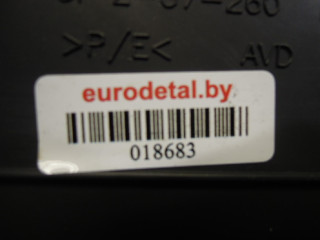 >P/E< AVD
eurodetal.by
018683